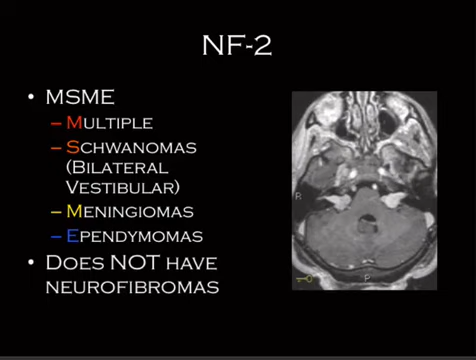 NF-2
• MSME
– Multiple
– Schwanomas
(Bilateral
Vestibular)
– Meningiomas
– Ependymomas
• Does NOT have
neurofibromas
R
P